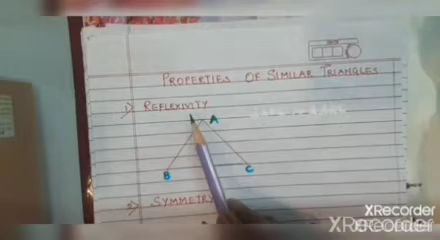 PROPERTIES OF SIMILAR TRIANGLES
REFLEXIVITY
A
B
C
SYMMETRY
XRecorder
XRecorder